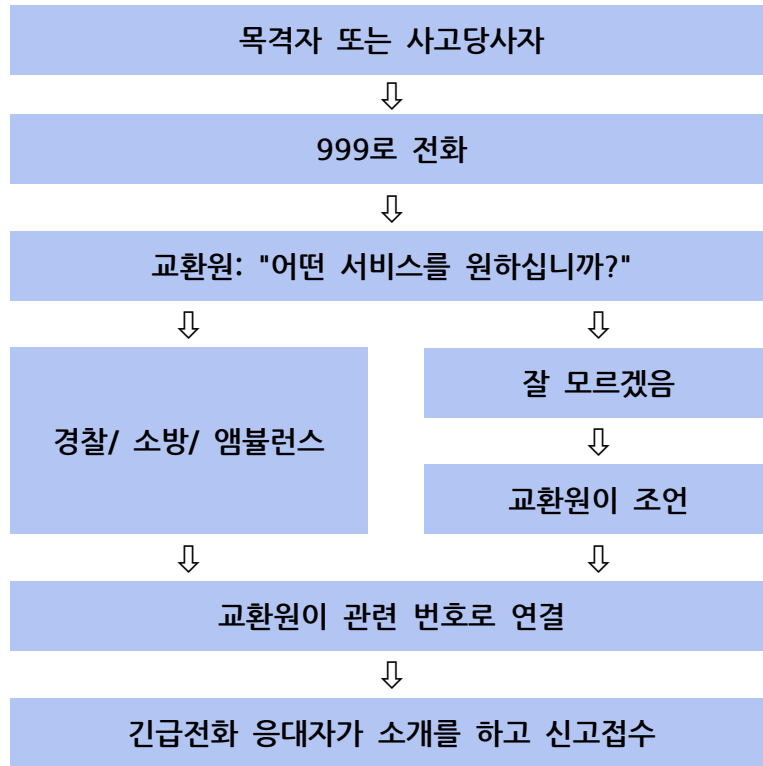 목격자 또는 사고당사자
999로 전화
교환원: "어떤 서비스를 원하십니까?"
경찰/ 소방/ 앰뷸런스
잘 모르겠음
교환원이 조언
교환원이 관련 번호로 연결
긴급전화 응대자가 소개를 하고 신고접수